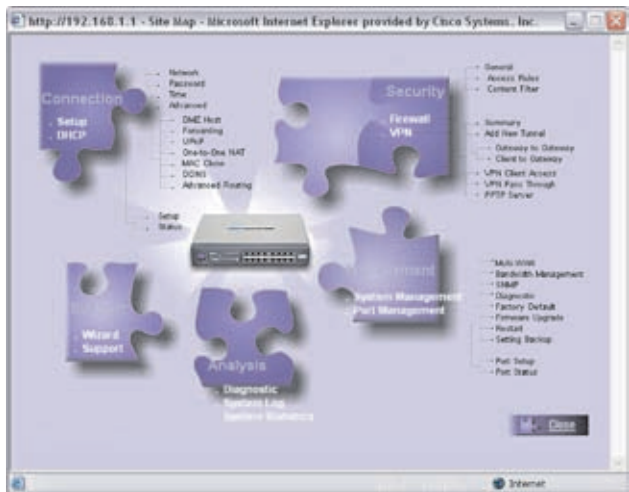 http://192.168.1.1 - Site Map - Microsoft Internet Explorer provided by Cisco Systems, Inc.
Connection
Setup
DHCP
Network
Password
Time
Advanced
DMZ Host
Forwarding
UPnP
One-to-One NAT
MAC Clone
DDNS
Advanced Routing
Setup
Status
Security
Firewall
VPN
General
Access Rules
Content Filter
Summary
Add New Tunnel
Gateway to Gateway
Client to Gateway
VPN Client Access
VPN Pass Through
PPTP Server
System Management
Port Management
Multi-WAN
Bandwidth Management
SNMP
Diagnostic
Factory Default
Firmware Upgrade
Restart
Setting Backup
Port Setup
Port Status
Wizard
Support
Analysis
Diagnostic
System Log
System Statistics
Close
Internet